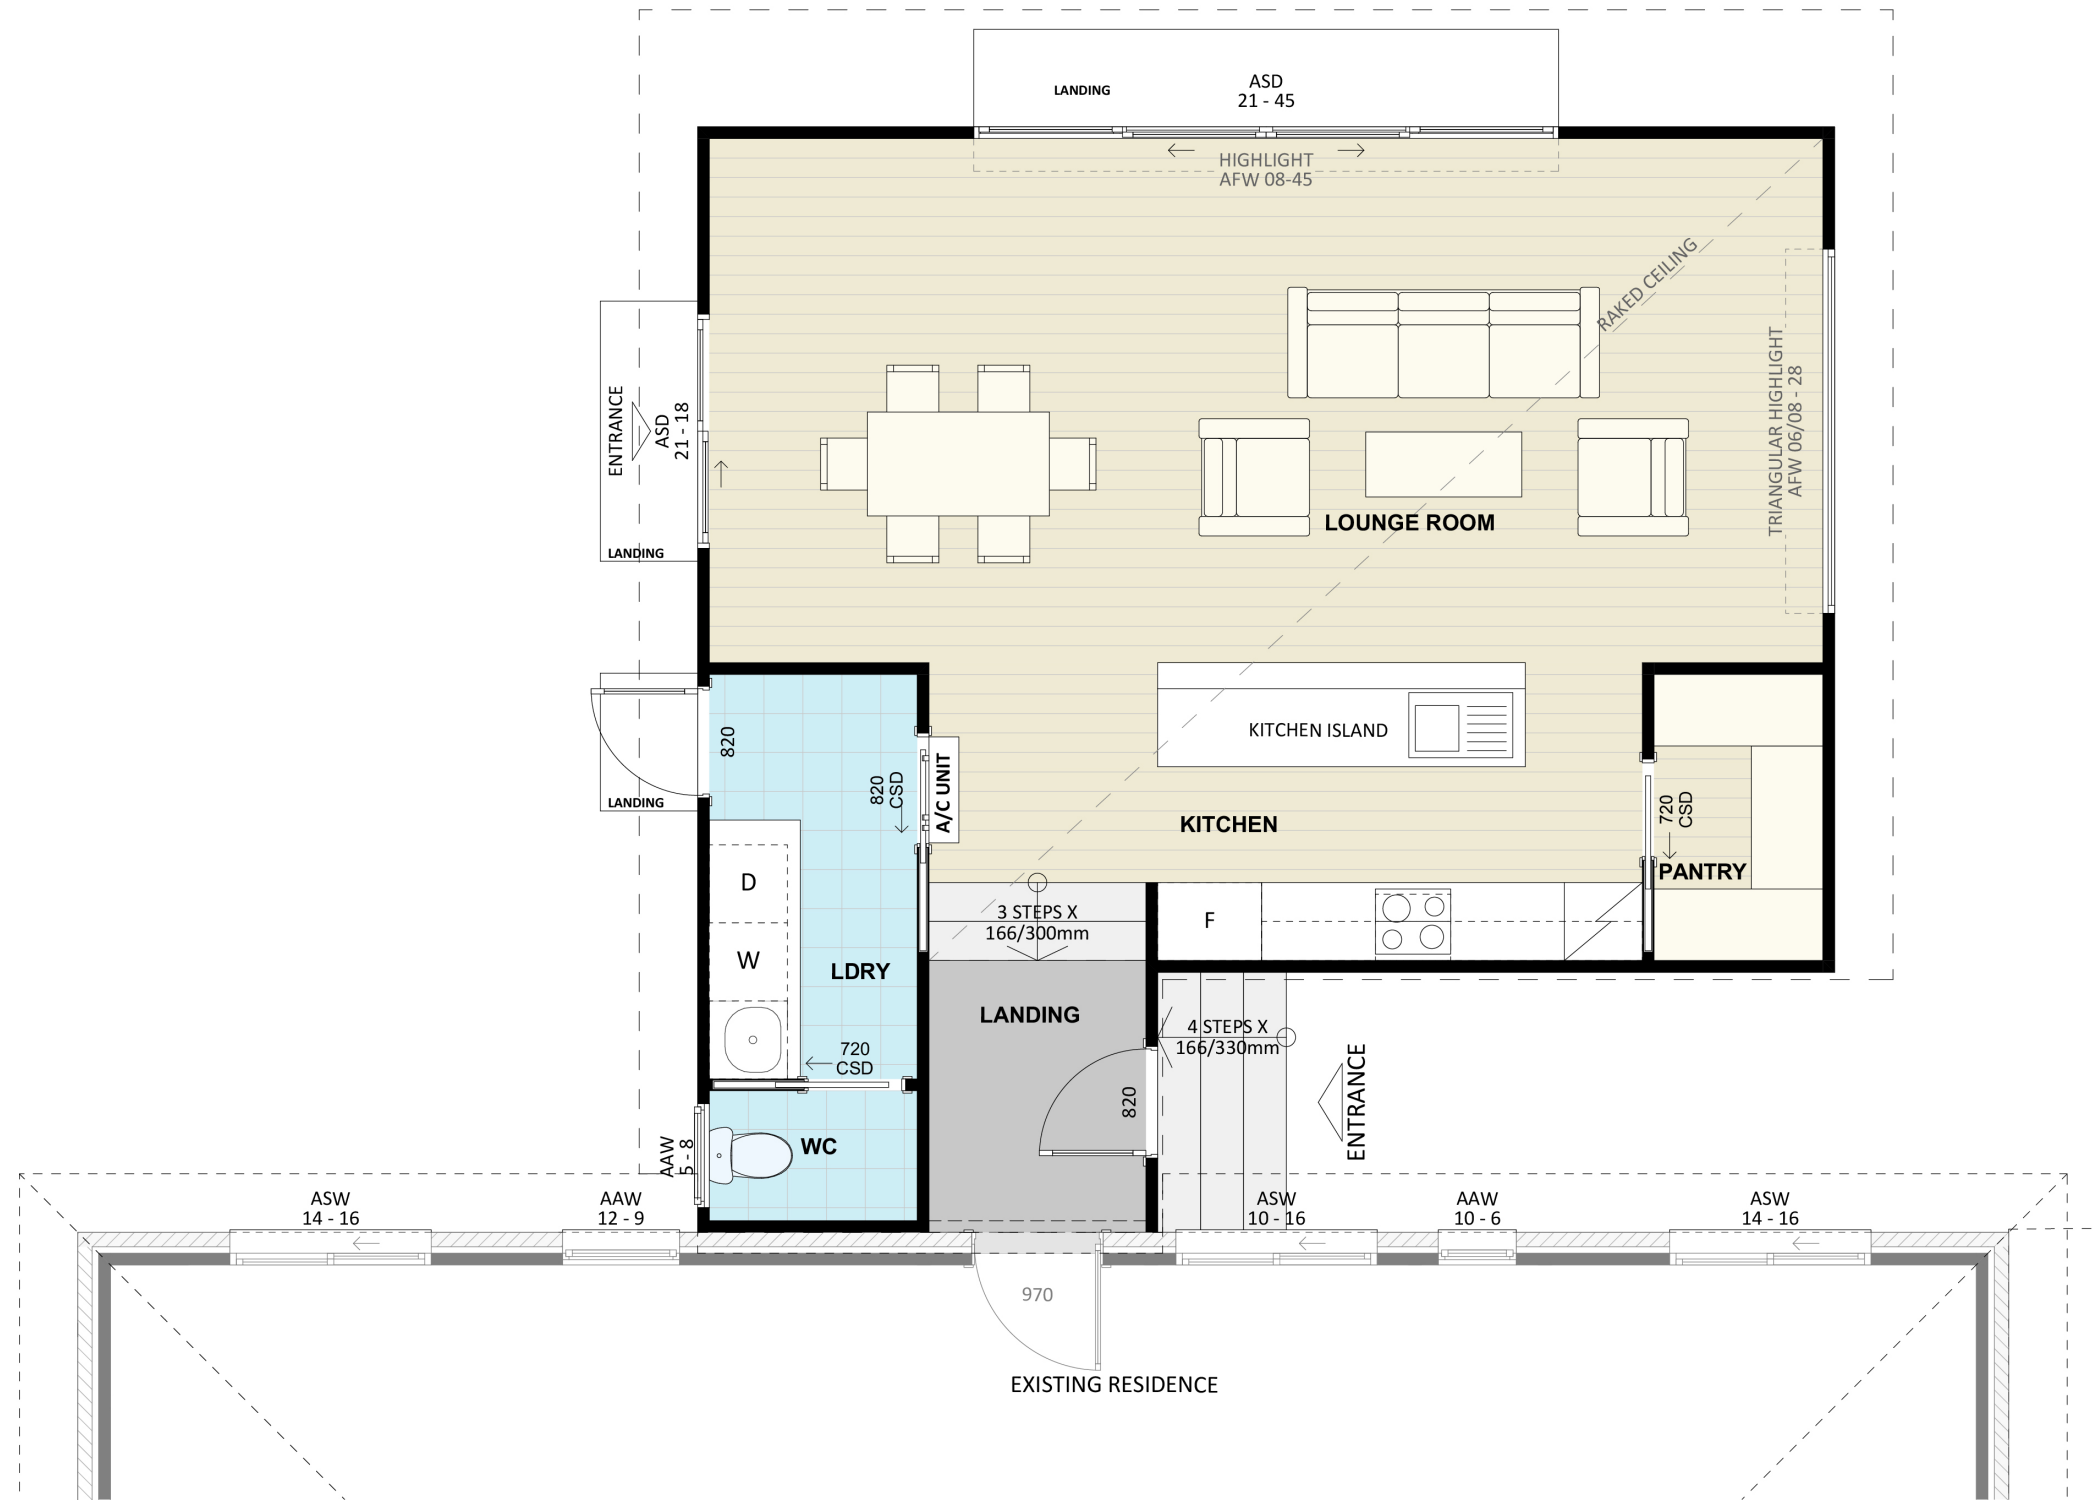 ASD
21 - 45
LANDING
HIGHLIGHT
AFW 08-45
RAKED CEILING
TRIANGULAR HIGHLIGHT
AFW 06/08 - 28
ENTRANCE
ASD
21 - 18
LANDING
LOUNGE ROOM
820
LANDING
820
CSD
A/C UNIT
KITCHEN ISLAND
KITCHEN
720
CSD
PANTRY
D
W
LDRY
3 STEPS X
166/300mm
F
LANDING
4 STEPS X
166/330mm
720
CSD
820
ENTRANCE
WC
AAW
5 - 8
ASW
14 - 16
AAW
12 - 9
ASW
10 - 16
AAW
10 - 6
ASW
14 - 16
970
EXISTING RESIDENCE